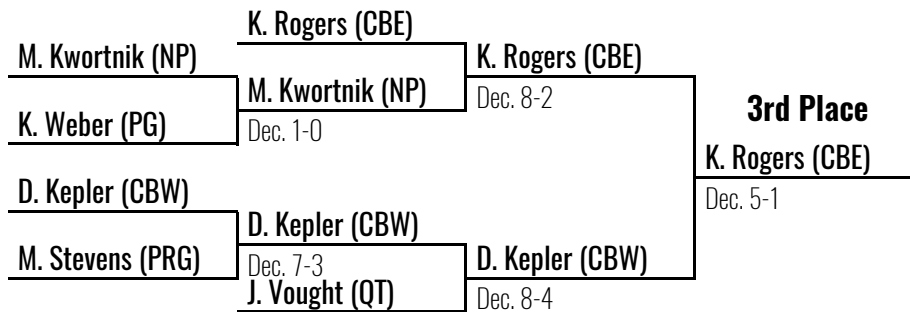 K. Rogers (CBE)
M. Kwortnik (NP)
K. Rogers (CBE)
M. Kwortnik (NP)
Dec. 8-2
3rd Place
K. Weber (PG)
Dec. 1-0
K. Rogers (CBE)
D. Kepler (CBW)
Dec. 5-1
D. Kepler (CBW)
M. Stevens (PRG)
Dec. 7-3
D. Kepler (CBW)
J. Vought (QT)
Dec. 8-4